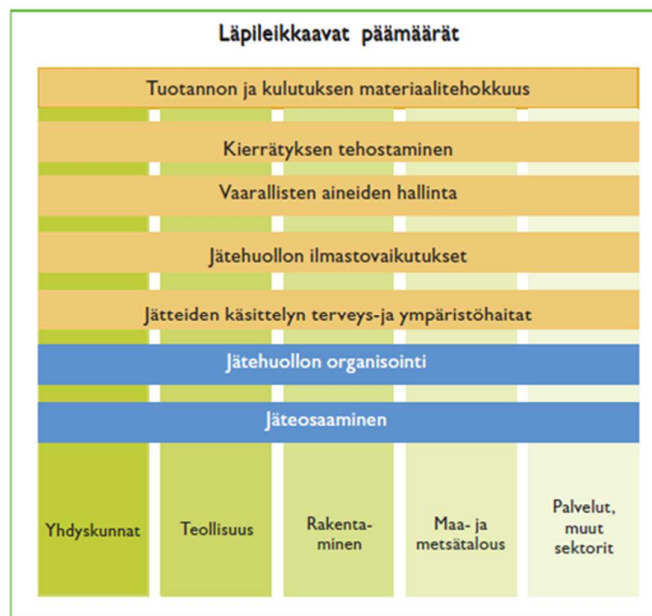 Läpileikkaavat päämäärät
Tuotannon ja kulutuksen materiaalitehokkuus
Kierrätyksen tehostaminen
Vaarallisten aineiden hallinta
Jätehuollon ilmastovaikutukset
Jätteiden käsittelyn terveys-ja ympäristöhaitat
Jätehuollon organisointi
Jäteosaaminen
Yhdyskunnat
Teollisuus
Rakenta-
minen
Maa- ja
metsätalous
Palvelut,
muut
sektorit